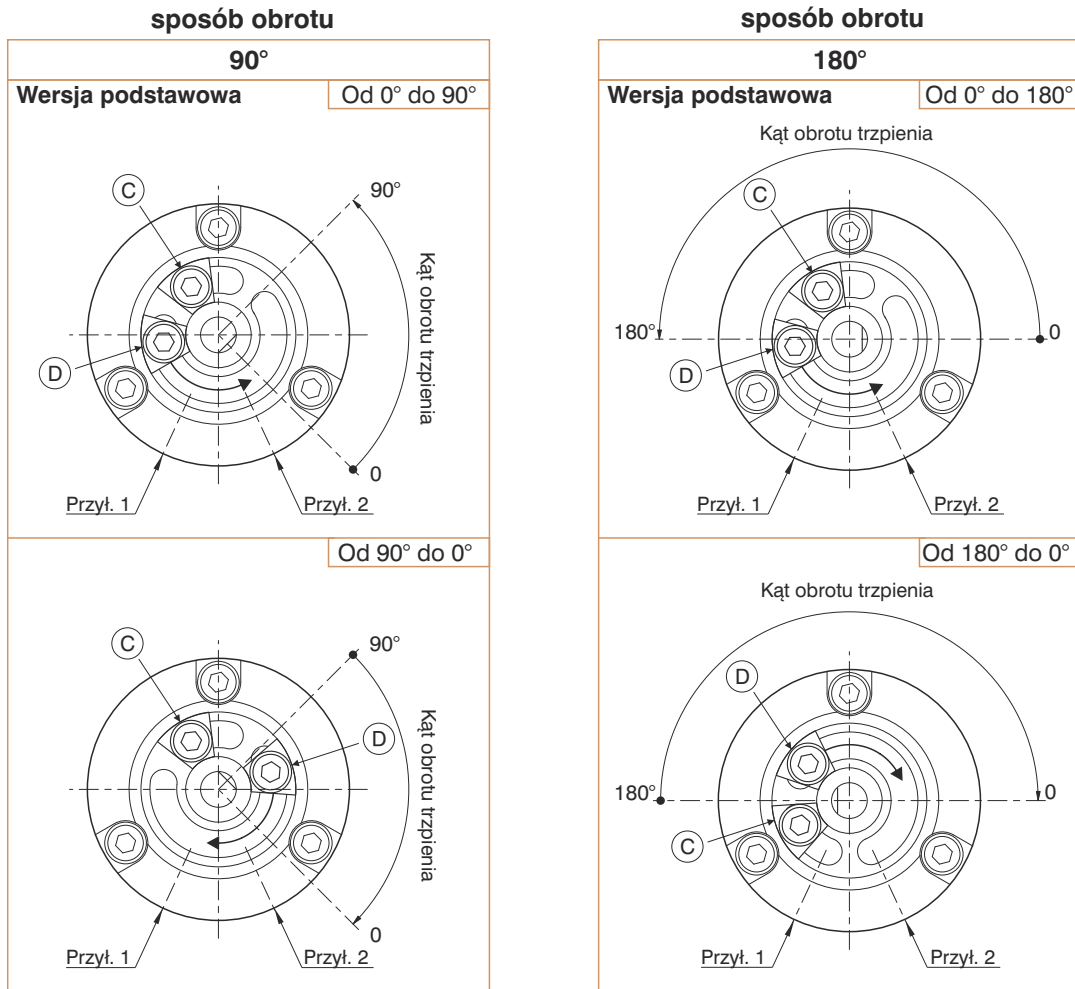 sposób obrotu
90°
Wersja podstawowa
Od 0° do 90°
C
90°
Kąt obrotu trzpienia
D
0
Przył. 1
Przył. 2
Od 90° do 0°
C
90°
D
Kąt obrotu trzpienia
0
Przył. 1
Przył. 2
sposób obrotu
180°
Wersja podstawowa
Od 0° do 180°
Kąt obrotu trzpienia
C
180°
0
D
Przył. 1
Przył. 2
Od 180° do 0°
Kąt obrotu trzpienia
D
180°
0
C
Przył. 1
Przył. 2